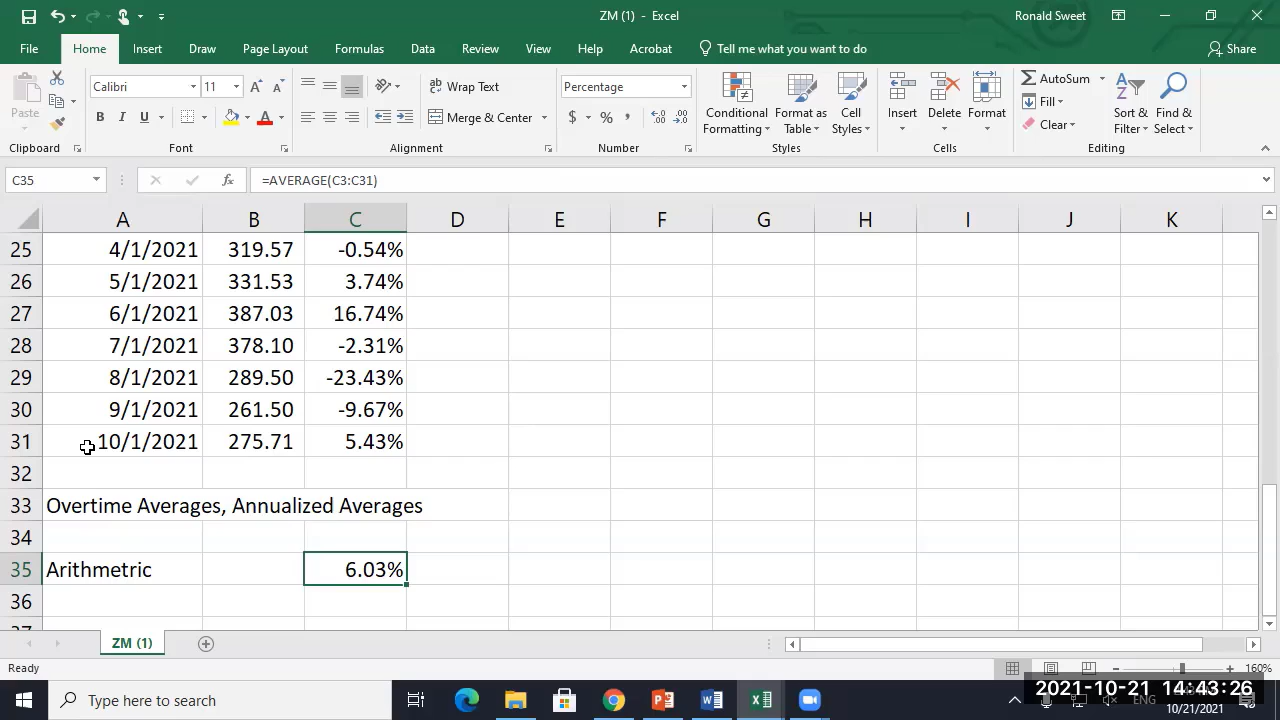 ZM (1) - Excel
Ronald Sweet
File Home Insert Draw Page Layout Formulas Data Review View Help Acrobat Tell me what you want to do Share
Paste
Calibri 11
B I U
Wrap Text
Merge & Center
Percentage
$ % ,
Conditional Formatting
Format as Table
Cell Styles
Insert Delete Format
AutoSum
Fill
Clear
Sort & Filter
Find & Select
Clipboard Font Alignment Number Styles Cells Editing
C35 fx =AVERAGE(C3:C31)
A B C D E F G H I J K
25 4/1/2021 319.57 -0.54%
26 5/1/2021 331.53 3.74%
27 6/1/2021 387.03 16.74%
28 7/1/2021 378.10 -2.31%
29 8/1/2021 289.50 -23.43%
30 9/1/2021 261.50 -9.67%
31 10/1/2021 275.71 5.43%
32
33 Overtime Averages, Annualized Averages
34
35 Arithmetric 6.03%
36
37
ZM (1)
Ready
160%
Type here to search
2021-10-21 14:43:26
ENG
10/21/2021